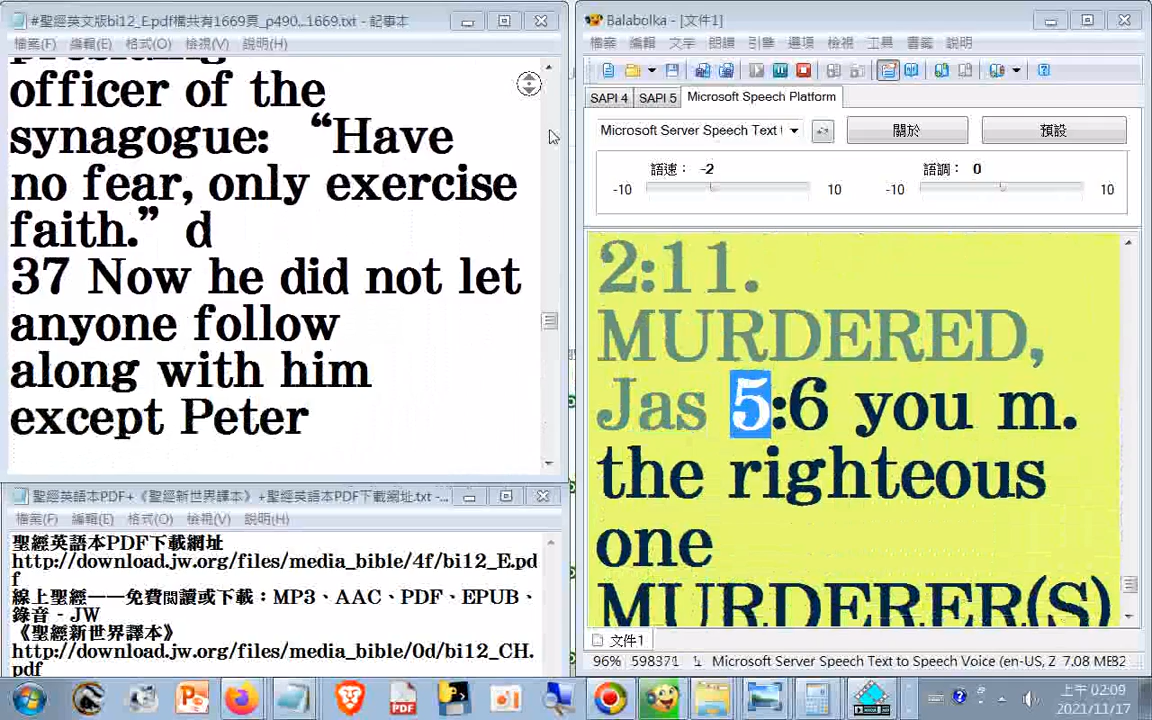 #聖經英文版bi12_E.pdf檔共有1669頁_p490,..1669.txt - 記事本
檔案(F) 編輯(E) 格式(O) 檢視(V) 說明(H)
officer of the
synagogue: “Have
no fear, only exercise
faith.” d
37 Now he did not let
anyone follow
along with him
except Peter
聖經英語本PDF+《聖經新世界譯本》+聖經英語本PDF下載網址.txt -...
檔案(F) 編輯(E) 格式(O) 檢視(V) 說明(H)
聖經英語本PDF下載網址
http://download.jw.org/files/media_bible/4f/bi12_E.pd
f
線上聖經——免費閱讀或下載：MP3、AAC、PDF、EPUB、
錄音 - JW
《聖經新世界譯本》
http://download.jw.org/files/media_bible/0d/bi12_CH.
pdf
Balabolka - [文件1]
檔案 編輯 文字 朗讀 引擎 選項 檢視 工具 書籤 說明
SAPI 4 SAPI 5 Microsoft Speech Platform
Microsoft Server Speech Text 關於 預設
語速： -2 語調： 0
-10 10 -10 10
2:11.
MURDERED,
Jas 5:6 you m.
the righteous
one
MURDERER(S)
文件1
96% 598371 Microsoft Server Speech Text to Speech Voice (en-US, Z 7.08 MB
PDF
上午 02:09
2021/11/17